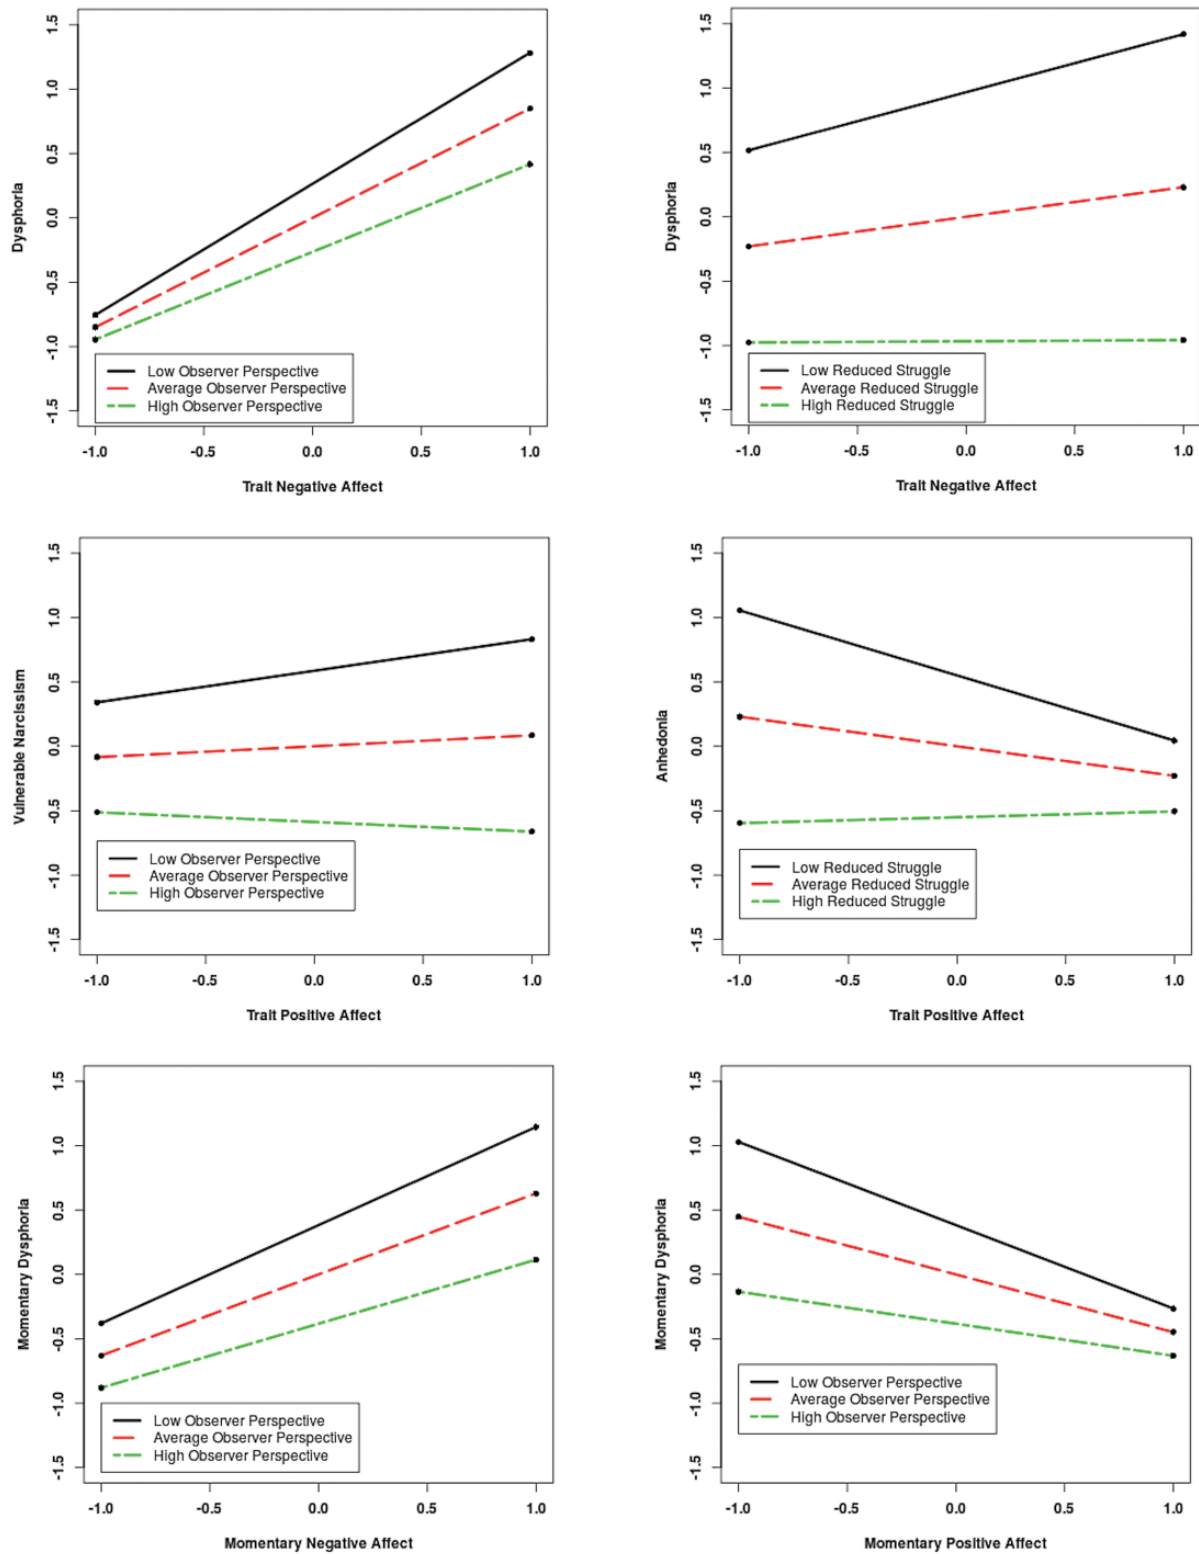 1.5
1.0
0.5
0.0
-0.5
-1.0
-1.5
Dysphoria
Low Observer Perspective
Average Observer Perspective
High Observer Perspective
-1.0 -0.5 0.0 0.5 1.0
Trait Negative Affect
1.5
1.0
0.5
0.0
-0.5
-1.0
-1.5
Dysphoria
Low Reduced Struggle
Average Reduced Struggle
High Reduced Struggle
-1.0 -0.5 0.0 0.5 1.0
Trait Negative Affect
1.5
1.0
0.5
0.0
-0.5
-1.0
-1.5
Vulnerable Narcissism
Low Observer Perspective
Average Observer Perspective
High Observer Perspective
-1.0 -0.5 0.0 0.5 1.0
Trait Positive Affect
1.5
1.0
0.5
0.0
-0.5
-1.0
-1.5
Anhedonia
Low Reduced Struggle
Average Reduced Struggle
High Reduced Struggle
-1.0 -0.5 0.0 0.5 1.0
Trait Positive Affect
1.5
1.0
0.5
0.0
-0.5
-1.0
-1.5
Momentary Dysphoria
Low Observer Perspective
Average Observer Perspective
High Observer Perspective
-1.0 -0.5 0.0 0.5 1.0
Momentary Negative Affect
1.5
1.0
0.5
0.0
-0.5
-1.0
-1.5
Momentary Dysphoria
Low Observer Perspective
Average Observer Perspective
High Observer Perspective
-1.0 -0.5 0.0 0.5 1.0
Momentary Positive Affect